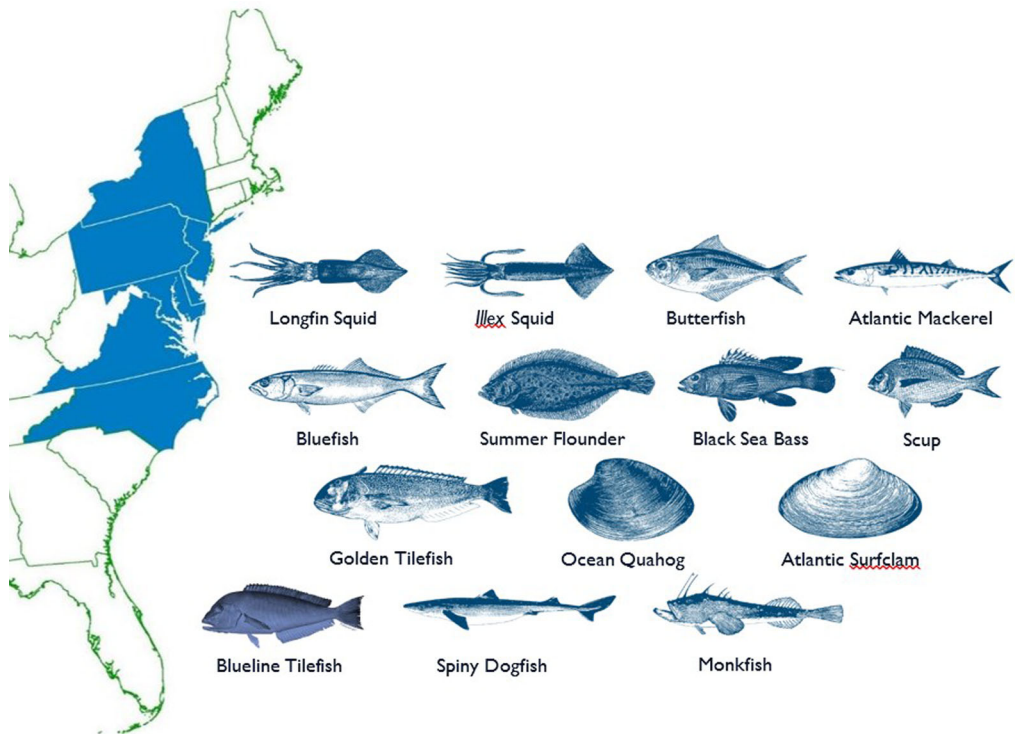 Longfin Squid
Illex Squid
Butterfish
Atlantic Mackerel
Bluefish
Summer Flounder
Black Sea Bass
Scup
Golden Tilefish
Ocean Quahog
Atlantic Surfclam
Blueline Tilefish
Spiny Dogfish
Monkfish